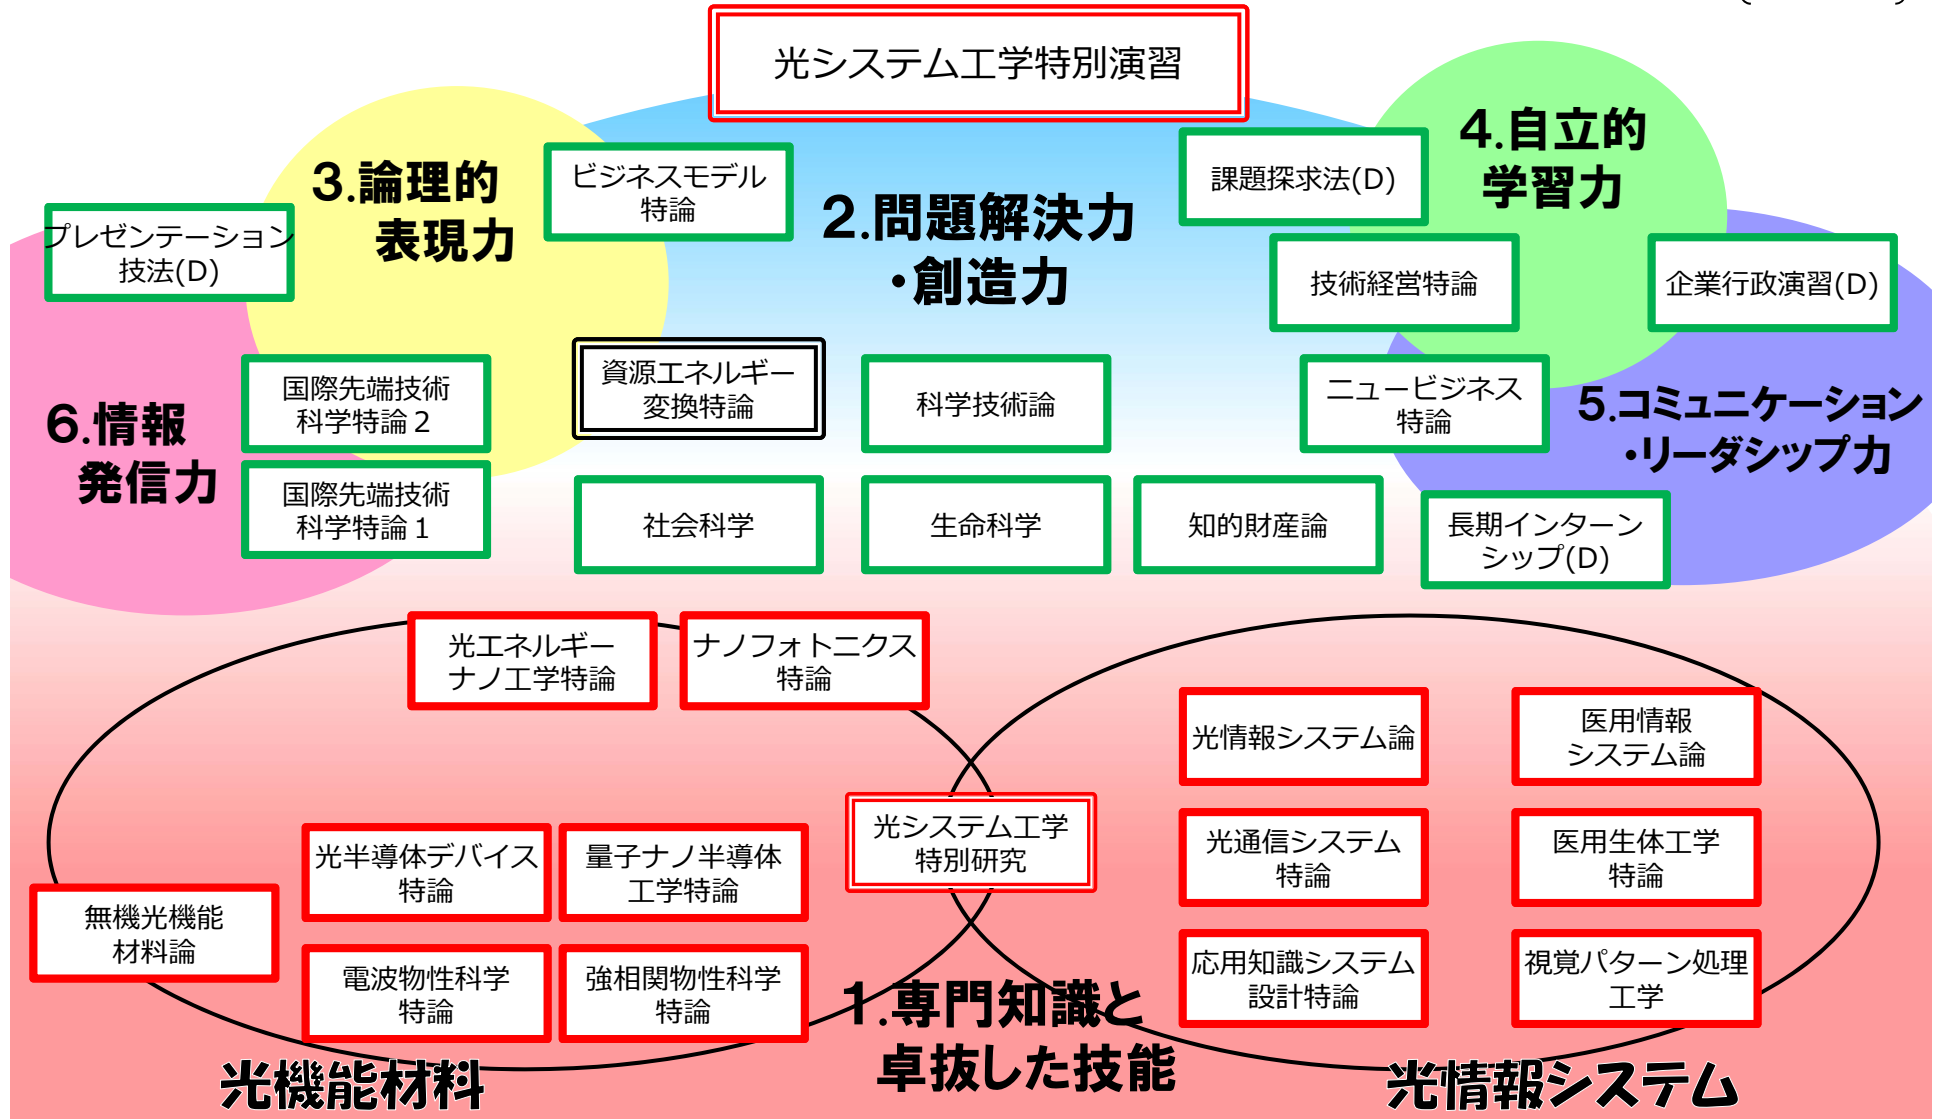 光システム工学特別演習
3.論理的
表現力
ビジネスモデル
特論
2.問題解決力
・創造力
課題探求法(D)
4.自立的
学習力
プレゼンテーション
技法(D)
技術経営特論
企業行政演習(D)
6.情報
発信力
国際先端技術
科学特論2
資源エネルギー
変換特論
科学技術論
ニュービジネス
特論
5.コミュニケーション
・リーダシップ力
国際先端技術
科学特論1
社会科学
生命科学
知的財産論
長期インターン
シップ(D)
光エネルギー
ナノ工学特論
ナノフォトニクス
特論
光情報システム論
医用情報
システム論
光半導体デバイス
特論
量子ナノ半導体
工学特論
光システム工学
特別研究
光通信システム
特論
医用生体工学
特論
無機光機能
材料論
電波物性科学
特論
強相関物性科学
特論
応用知識システム
設計特論
視覚パターン処理
工学
1.専門知識と
卓抜した技能
光機能材料
光情報システム